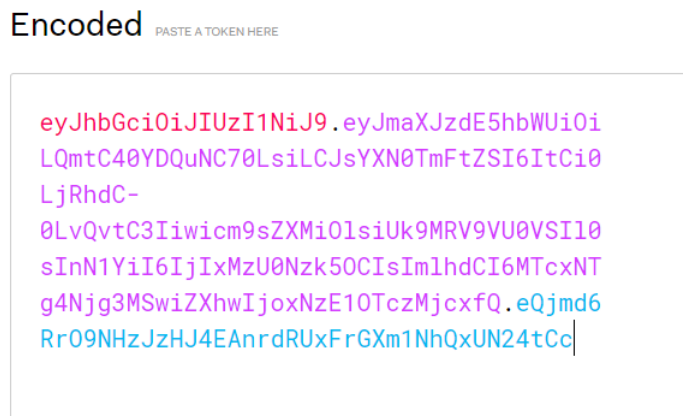 Encoded PASTE A TOKEN HERE
eyJhbGciOiJIUzI1NiJ9.eyJmaXJzdE5hbWUiOi
LQmtC40YDQuNC70LsiLCJsYXN0TmFtZSI6ItCi0
LjRhdC-
0LvQvtC3Iiwicm9sZXMiOlsiUk9MRV9VU0VSIl0
sInN1YiI6IjIxMzU0Nzk5OCIsImlhdCI6MTcxNT
g4Njg3MSwiZXhwIjoxNzE1OTczMjcxfQ.eQjmd6
RrO9NHzJzHJ4EAnrdRUxFrGXm1NhQxUN24tCc